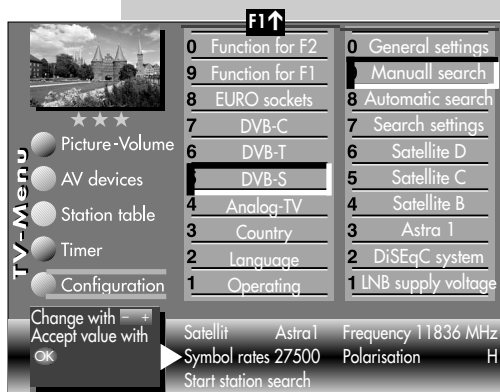 F1↑
TV-Menu
Picture-Volume
AV devices
Station table
Timer
Configuration
0 Function for F2
9 Function for F1
8 EURO sockets
7 DVB-C
6 DVB-T
DVB-S
4 Analog-TV
3 Country
2 Language
1 Operating
0 General settings
Manuall search
8 Automatic search
7 Search settings
6 Satellite D
5 Satellite C
4 Satellite B
3 Astra 1
2 DiSEqC system
1 LNB supply voltage
Change with - +
Accept value with
OK
Satellit Astra1 Frequency 11836 MHz
Symbol rates 27500 Polarisation H
Start station search